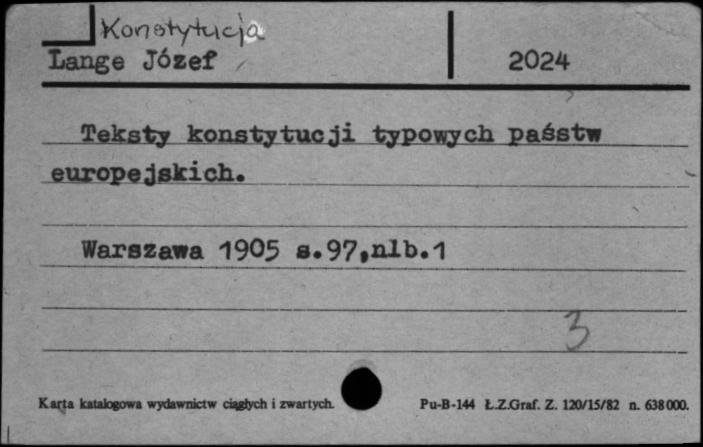 Konstytucja
Lange Józef
2024
Teksty konstytucji typowych państw
europejskich.
Warszawa 1905 s.97,nlb.1
3
Karta katalogowa wydawnictw ciągłych i zwartych.
Pu-B-144 Ł.Z.Graf. Z. 120/15/82 n. 638000.